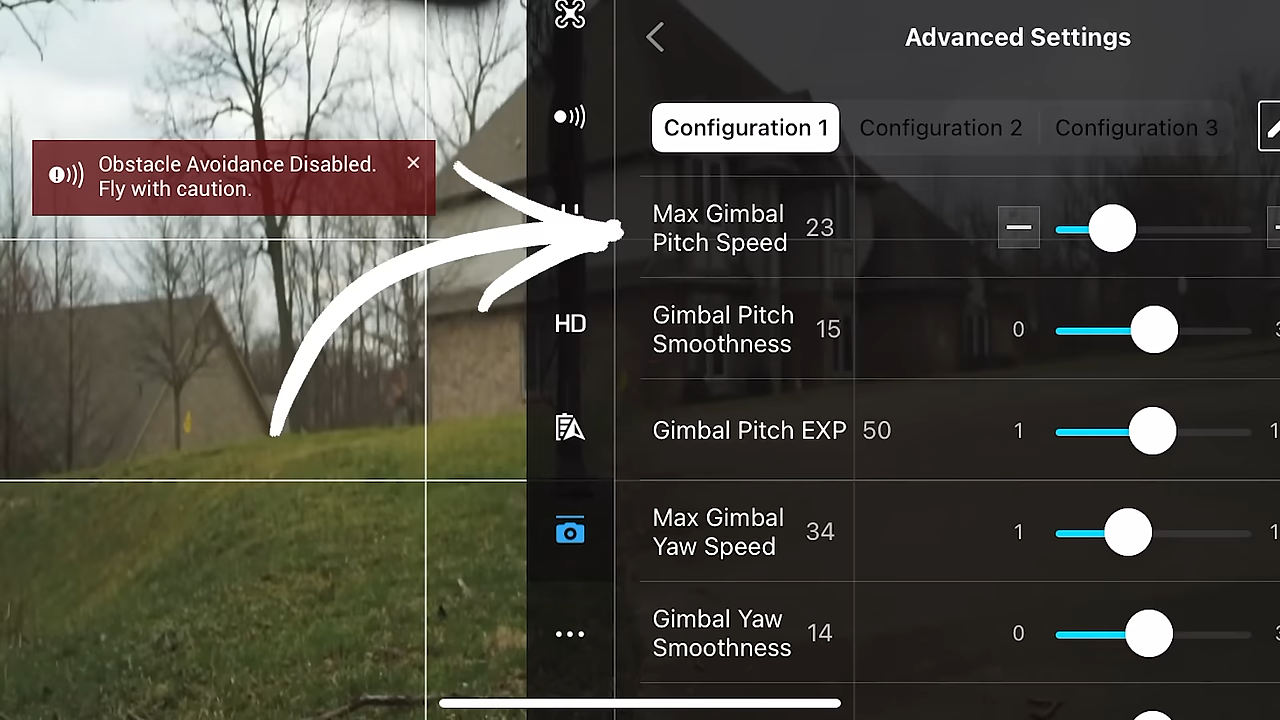 Advanced Settings
Configuration 1
Configuration 2
Configuration 3
Obstacle Avoidance Disabled.
Fly with caution.
Max Gimbal
Pitch Speed
23
HD
Gimbal Pitch
Smoothness
15
0
Gimbal Pitch EXP
50
1
Max Gimbal
Yaw Speed
34
1
Gimbal Yaw
Smoothness
14
0